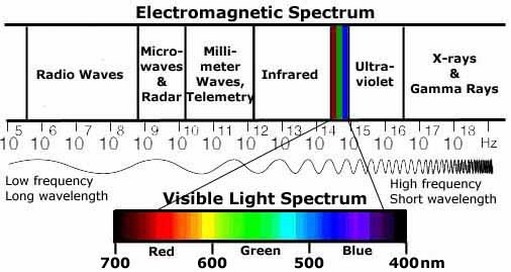 Electromagnetic Spectrum
Radio Waves
Micro-
waves
&
Radar
Milli-
meter
Waves,
Telemetry
Infrared
Ultra-
violet
X-rays
&
Gamma Rays
10^5 10^6 10^7 10^8 10^9 10^10 10^11 10^12 10^13 10^14 10^15 10^16 10^17 10^18 Hz
Low frequency
Long wavelength
High frequency
Short wavelength
Visible Light Spectrum
Red Green Blue
700 600 500 400nm